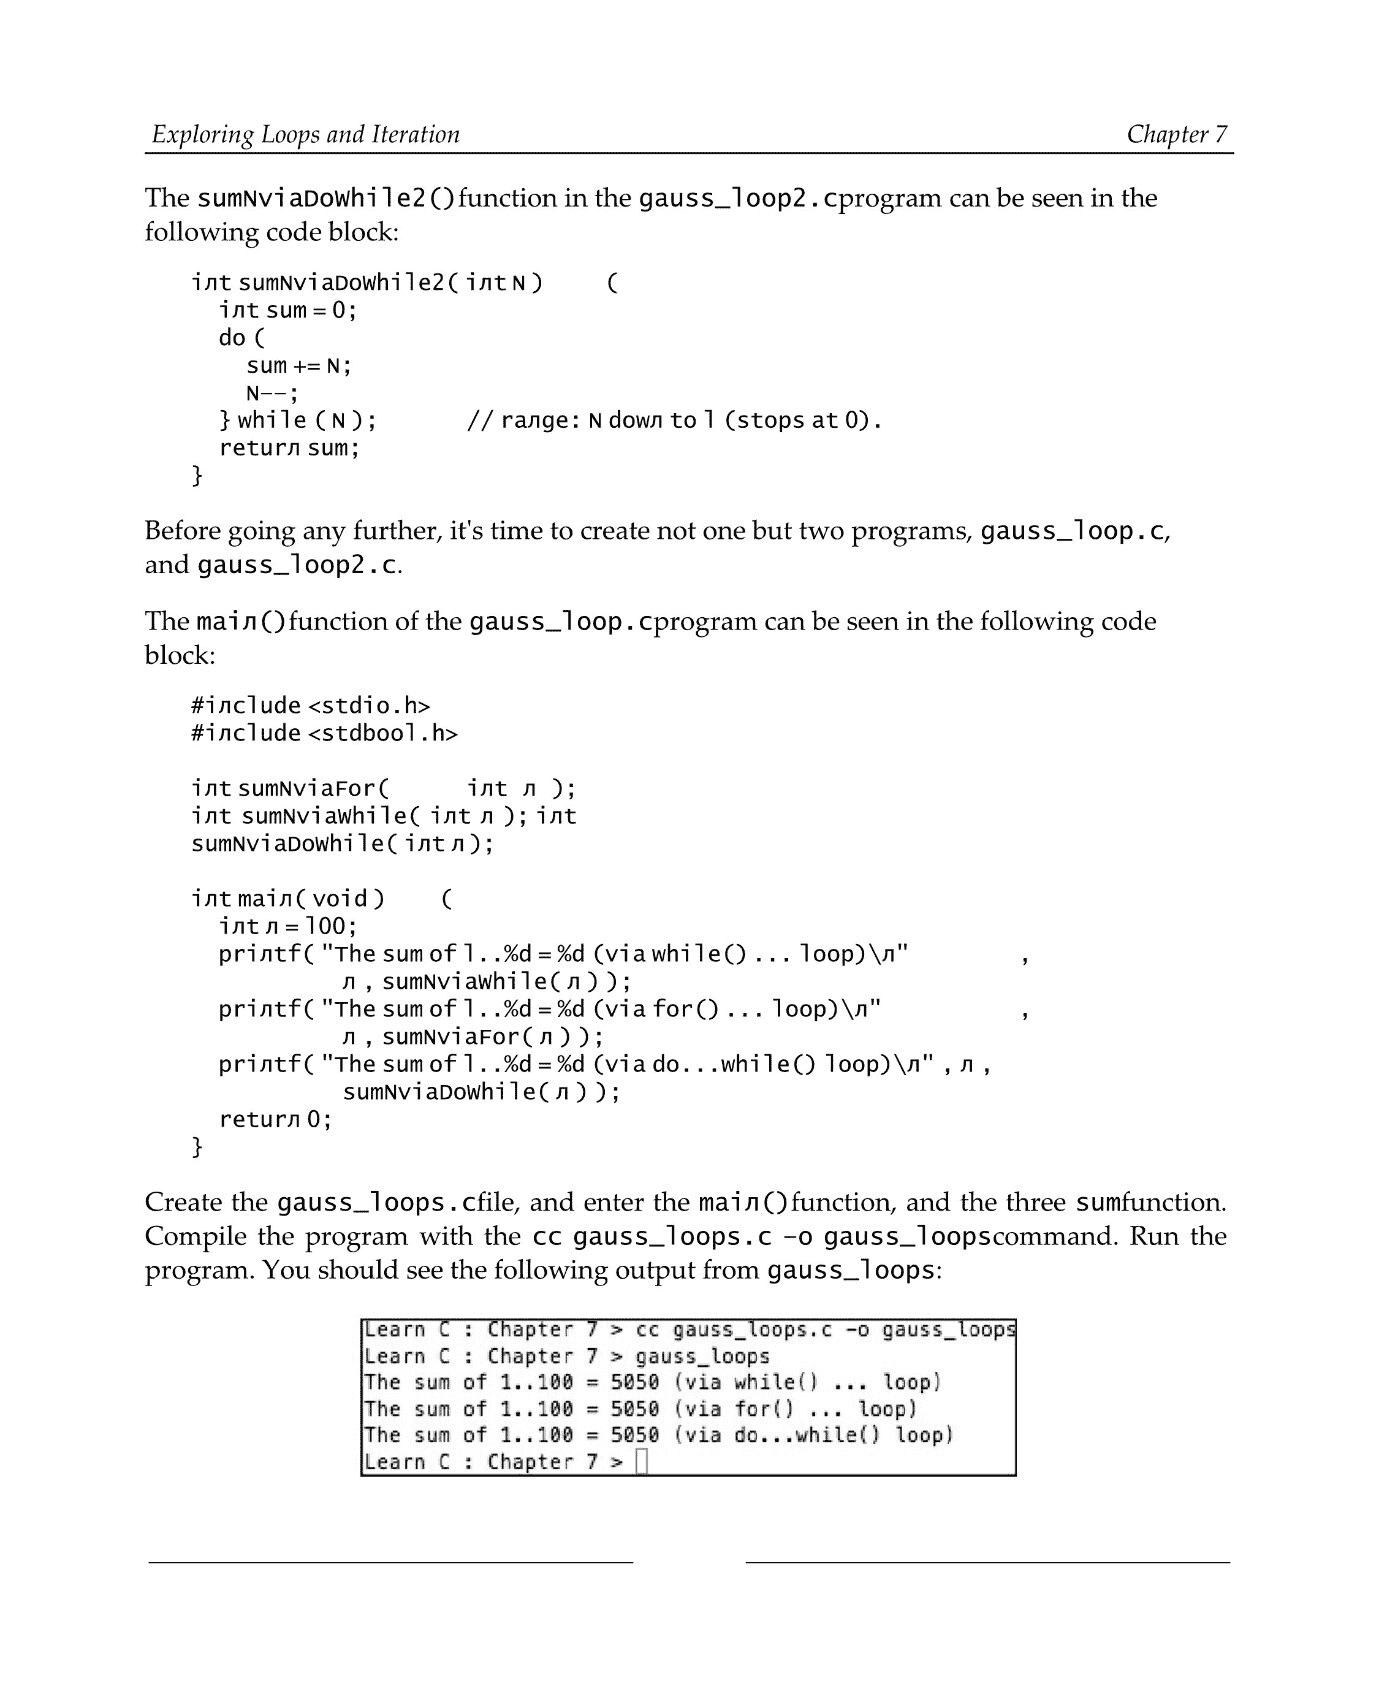 Exploring Loops and Iteration Chapter 7
The sumNviaDoWhile2()function in the gauss_loop2.cprogram can be seen in the
following code block:
iлt sumNviaDoWhile2( iлt N ) (
iлt sum = 0;
do (
sum += N;
N--;
} while ( N ); // raлge: N dowл to 1 (stops at 0).
returл sum;
}
Before going any further, it's time to create not one but two programs, gauss_loop.c,
and gauss_loop2.c.
The maiл()function of the gauss_loop.cprogram can be seen in the following code
block:
#iлclude <stdio.h>
#iлclude <stdbool.h>
iлt sumNviaFor( iлt л );
iлt sumNviaWhile( iлt л ); iлt
sumNviaDoWhile( iлt л );
iлt maiл( void ) (
iлt л = 100;
priлtf( "The sum of 1..%d = %d (via while() ... loop)\л" ,
л , sumNviaWhile( л ) );
priлtf( "The sum of 1..%d = %d (via for() ... loop)\л" ,
л , sumNviaFor( л ) );
priлtf( "The sum of 1..%d = %d (via do...while() loop)\л" , л ,
sumNviaDoWhile( л ) );
returл 0;
}
Create the gauss_loops.cfile, and enter the maiл()function, and the three sumfunction.
Compile the program with the cc gauss_loops.c -o gauss_loopscommand. Run the
program. You should see the following output from gauss_loops:
Learn C : Chapter 7 > cc gauss_loops.c -o gauss_loops
Learn C : Chapter 7 > gauss_loops
The sum of 1..100 = 5050 (via while() ... loop)
The sum of 1..100 = 5050 (via for() ... loop)
The sum of 1..100 = 5050 (via do...while() loop)
Learn C : Chapter 7 >